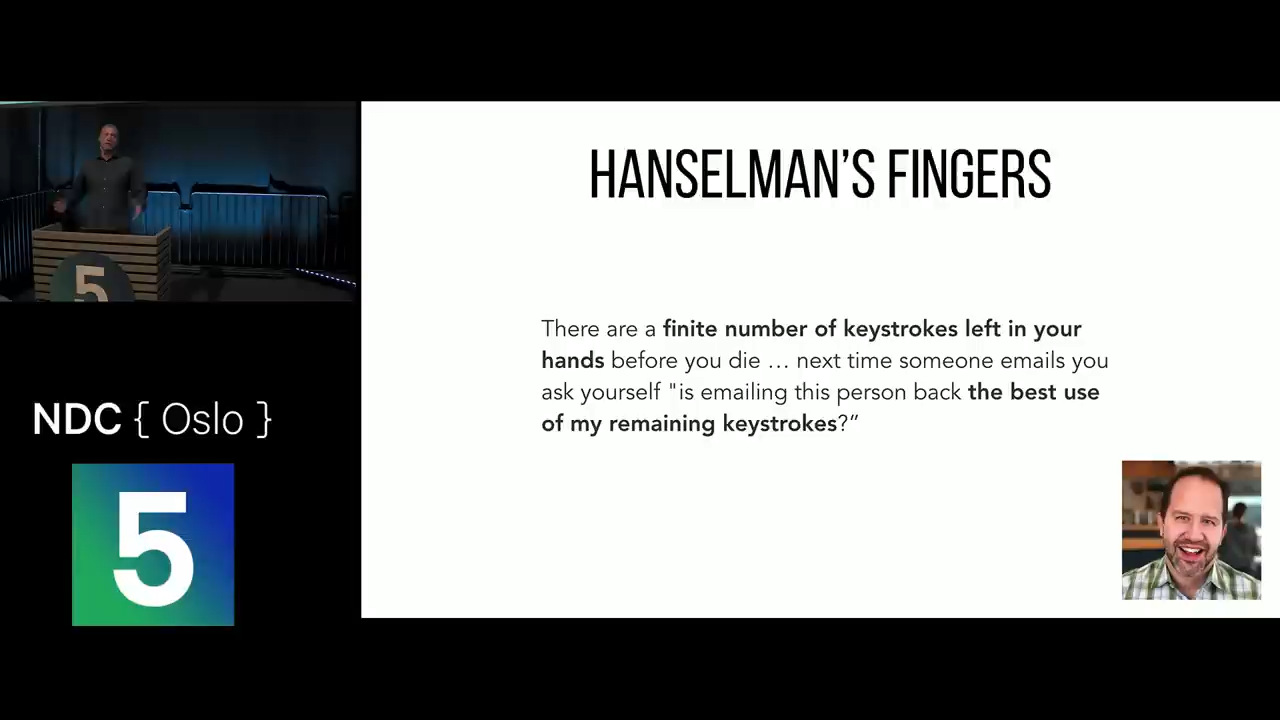 HANSELMAN’S FINGERS
There are a finite number of keystrokes left in your
hands before you die … next time someone emails you
ask yourself "is emailing this person back the best use
of my remaining keystrokes?”
5
NDC { Oslo }
5